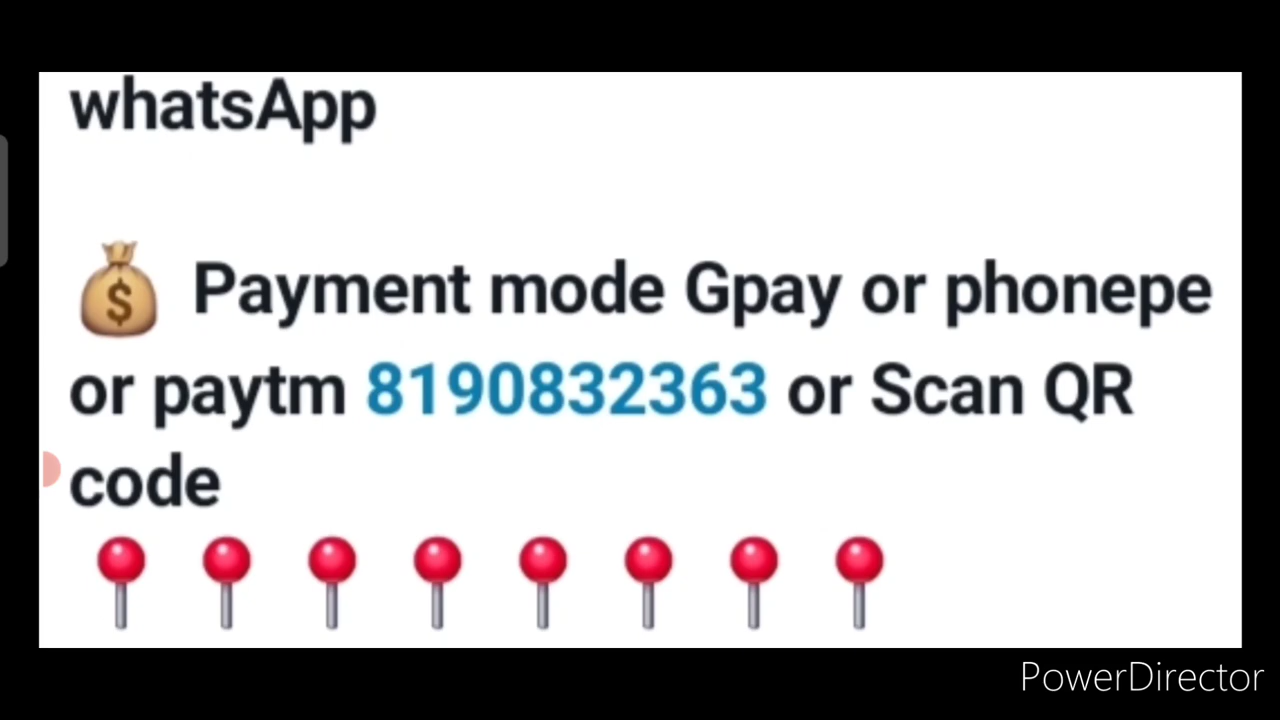 whatsApp
💰 Payment mode Gpay or phonepe
or paytm 8190832363 or Scan QR
code
📍 📍 📍 📍 📍 📍 📍 📍
PowerDirector